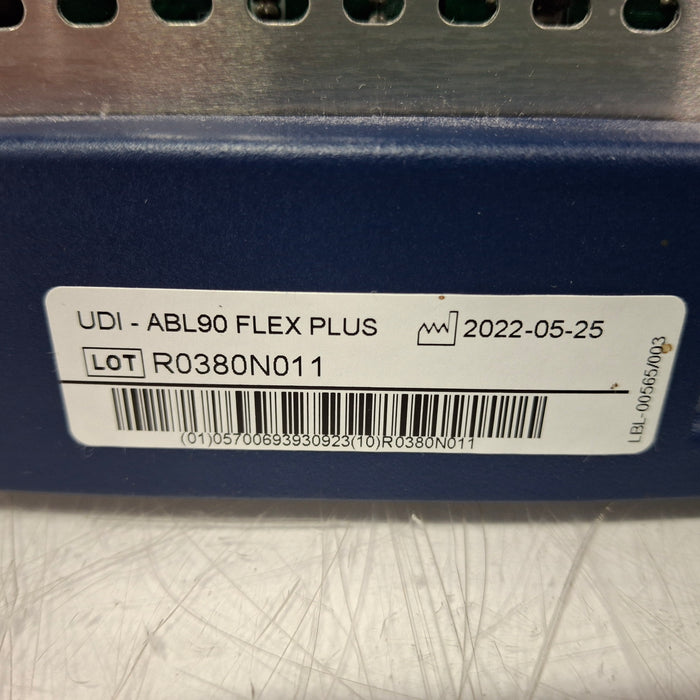 UDI - ABL90 FLEX PLUS 2022-05-25
LOT R0380N011
(01)05700693930923(10)R0380N011
LBL-00565/003